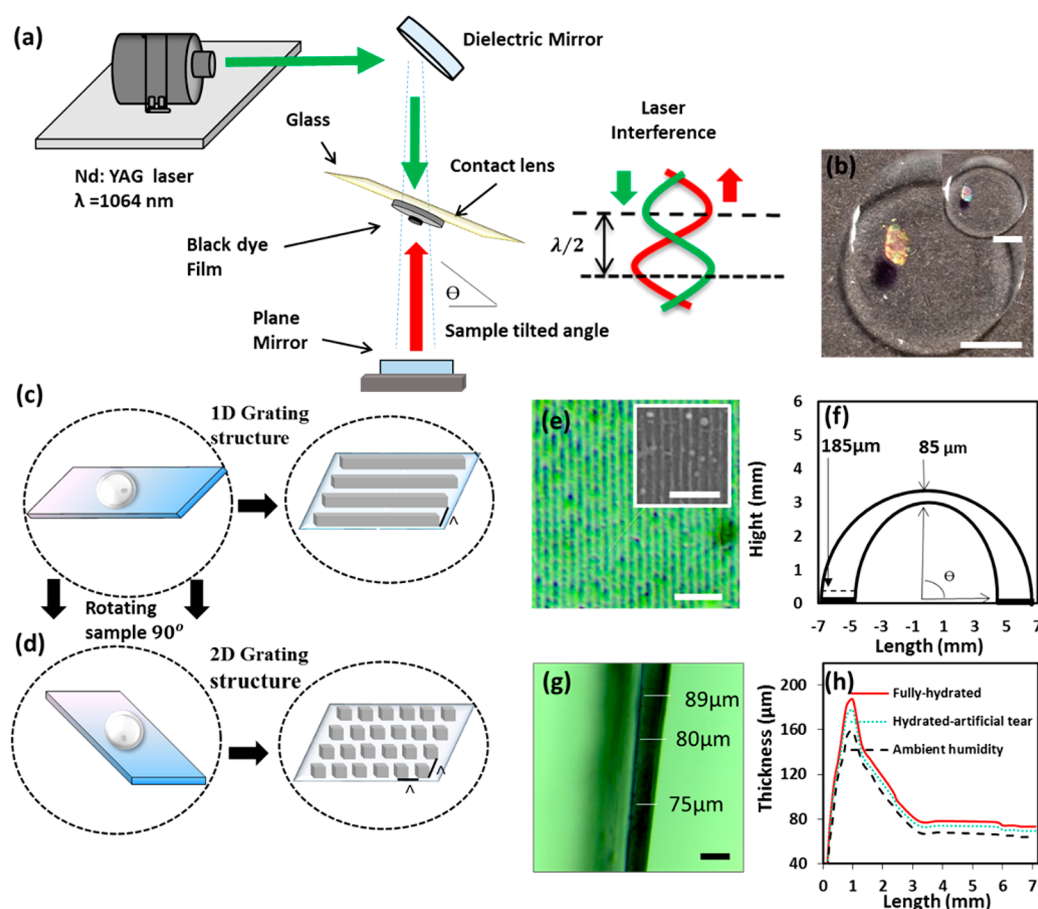 (a)
Dielectric Mirror
Glass
Laser
Interference
Contact lens
Nd: YAG laser
λ =1064 nm
(b)
λ/2
Black dye
Film
Θ
Plane
Mirror
Sample tilted angle
(c)
1D Grating
structure
Λ
Rotating
sample 90°
(d)
2D Grating
structure
Λ
Λ
(e)
(f)
Hight (mm)
6
5
4
3
2
1
0
185μm
85 μm
Θ
-7 -5 -3 -1 1 3 5 7
Length (mm)
(g)
89μm
80μm
75μm
(h)
Thickness (μm)
200
160
120
80
40
Fully-hydrated
Hydrated-artificial tear
Ambient humidity
0 1 2 3 4 5 6 7
Length (mm)